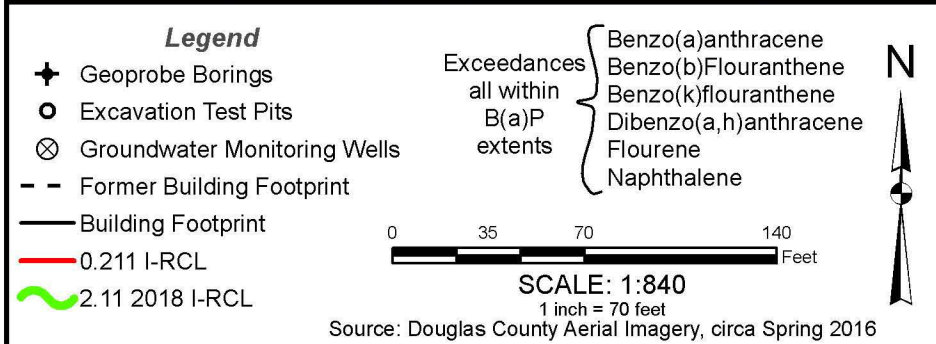 Legend
Geoprobe Borings
Excavation Test Pits
Groundwater Monitoring Wells
Former Building Footprint
Building Footprint
0.211 I-RCL
2.11 2018 I-RCL
Exceedances
all within
B(a)P
extents
Benzo(a)anthracene
Benzo(b)Flouranthene
Benzo(k)flouranthene
Dibenzo(a,h)anthracene
Flourene
Naphthalene
N
0 35 70 140
Feet
SCALE: 1:840
1 inch = 70 feet
Source: Douglas County Aerial Imagery, circa Spring 2016